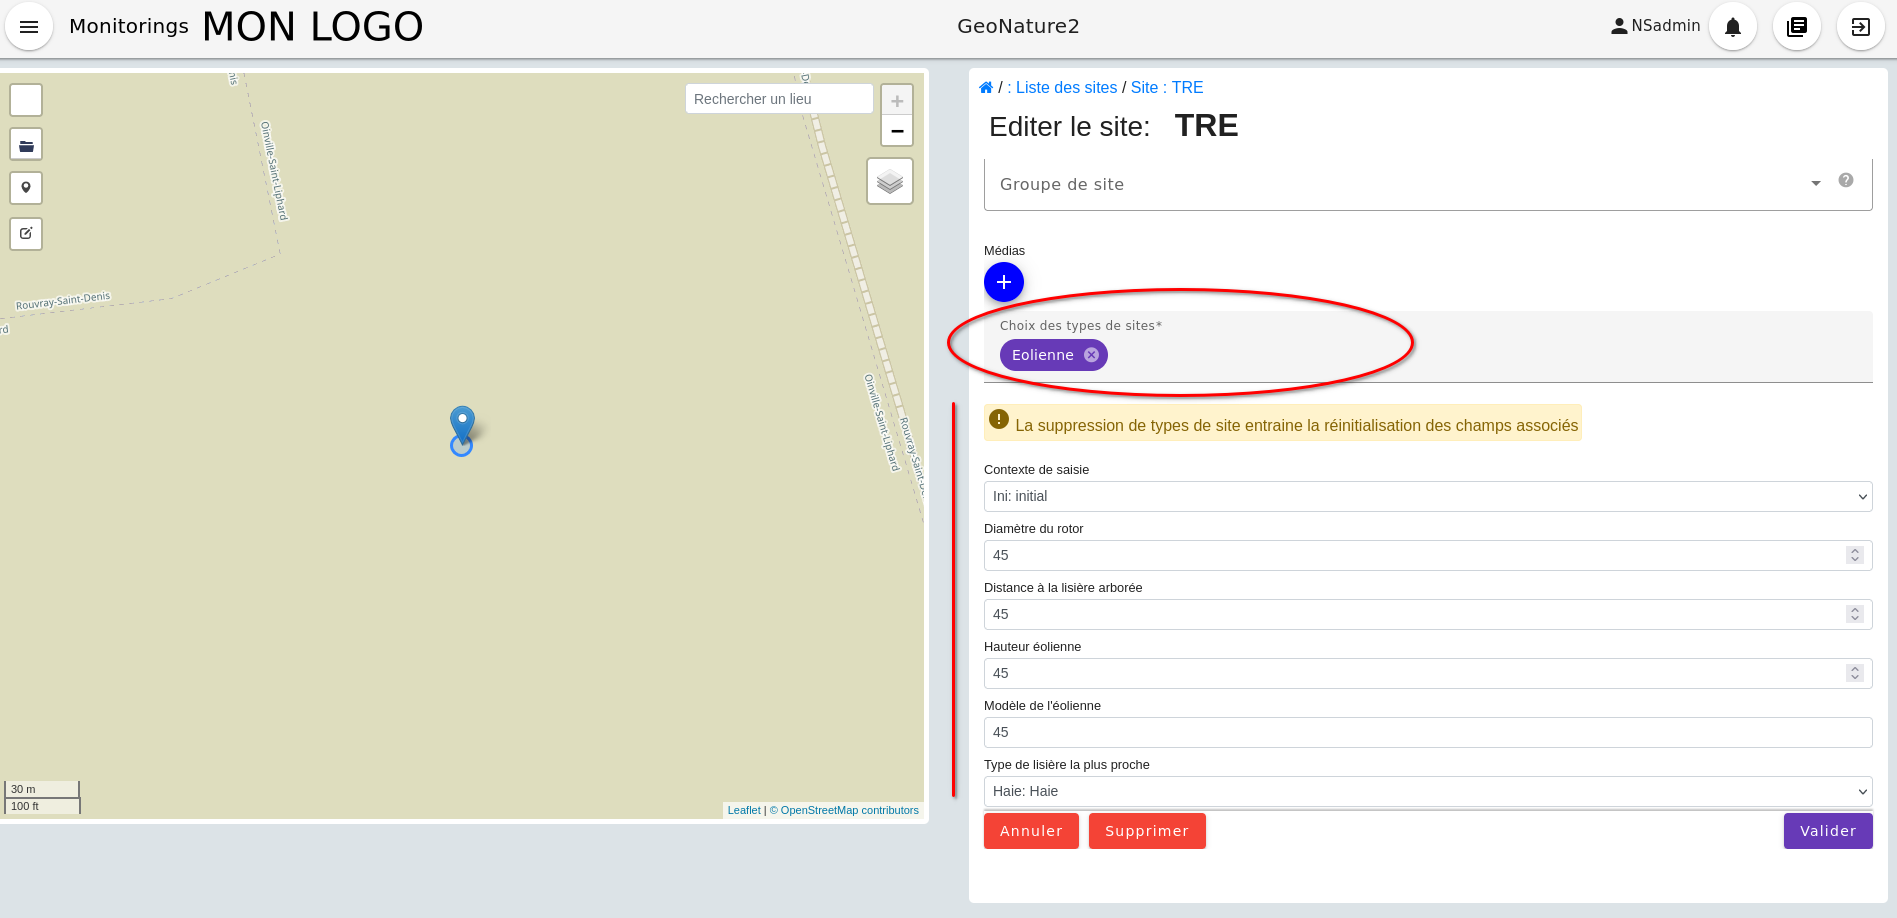 Monitorings MON LOGO
GeoNature2
NSadmin
Rechercher un lieu
+
−
Oinville-Saint-Liphard
Rouvray-Saint-Denis
Oinville-Saint-Liphard
30 m
100 ft
Leaflet | © OpenStreetMap contributors
/ : Liste des sites / Site : TRE
Editer le site: TRE
Groupe de site
Médias
Choix des types de sites*
Eolienne
La suppression de types de site entraine la réinitialisation des champs associés
Contexte de saisie
Ini: initial
Diamètre du rotor
45
Distance à la lisière arborée
45
Hauteur éolienne
45
Modèle de l'éolienne
45
Type de lisière la plus proche
Haie: Haie
Annuler Supprimer Valider